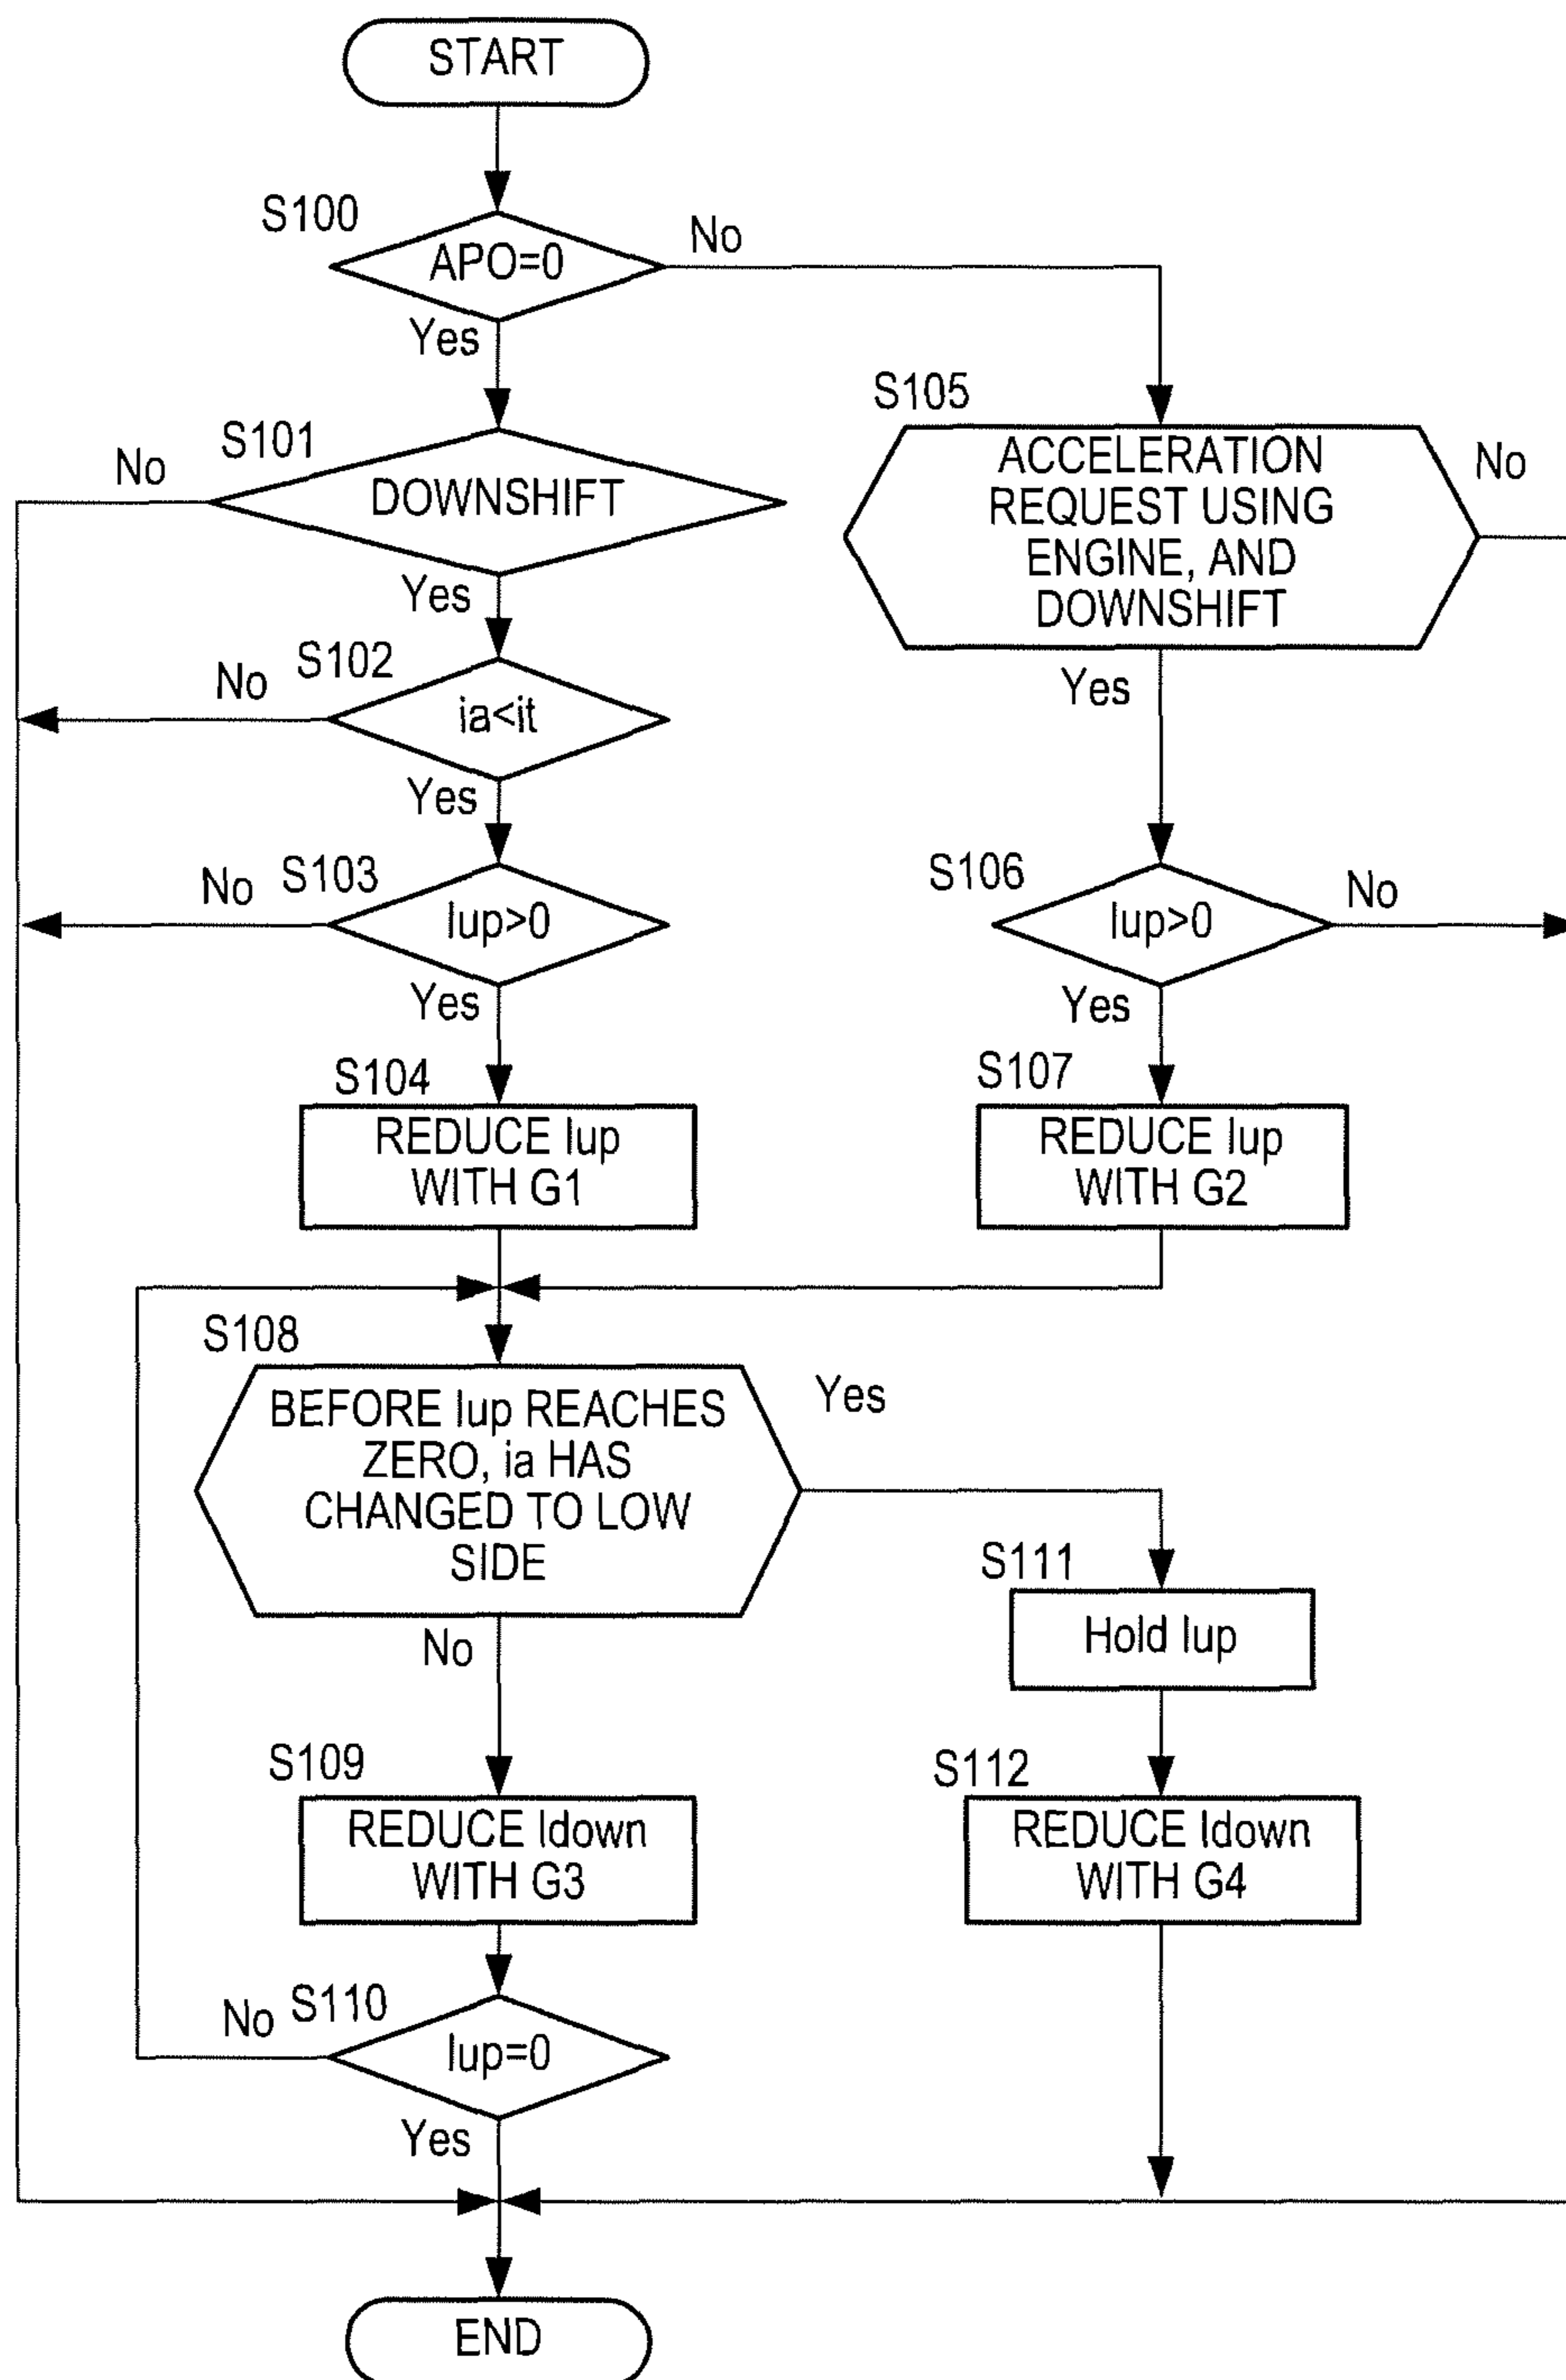 START
S100
APO=0
No
Yes
S101
No
DOWNSHIFT
Yes
S105
ACCELERATION
REQUEST USING
ENGINE, AND
DOWNSHIFT
No
Yes
S102
No
ia<it
Yes
S103
No
Iup>0
Yes
S106
Iup>0
No
Yes
S104
REDUCE Iup
WITH G1
S107
REDUCE Iup
WITH G2
S108
BEFORE Iup REACHES
ZERO, ia HAS
CHANGED TO LOW
SIDE
Yes
No
S111
Hold Iup
S109
REDUCE Idown
WITH G3
S112
REDUCE Idown
WITH G4
S110
No
Iup=0
Yes
END